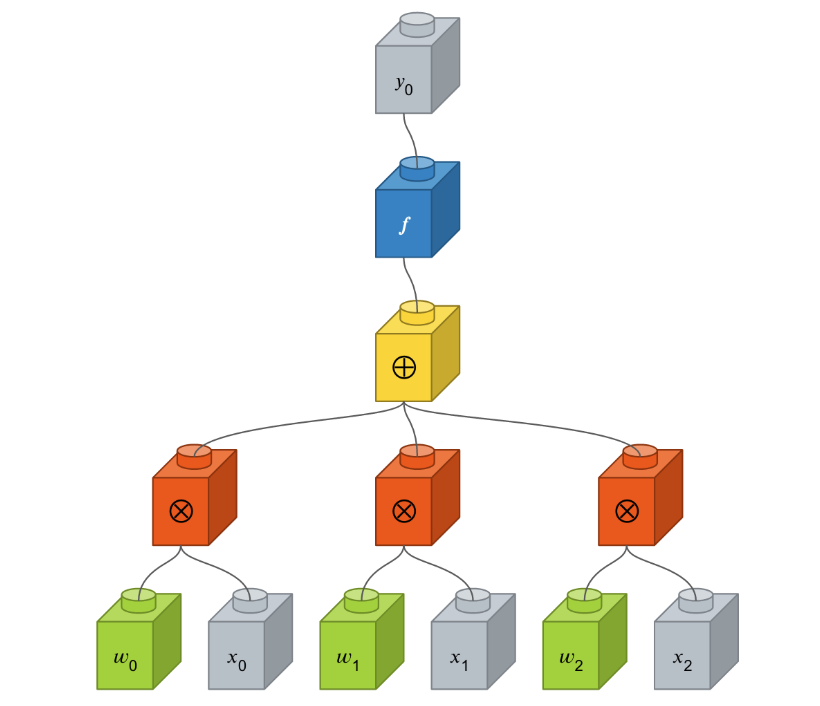 y₀
f
⊕
⊗ ⊗ ⊗
w₀ x₀ w₁ x₁ w₂ x₂